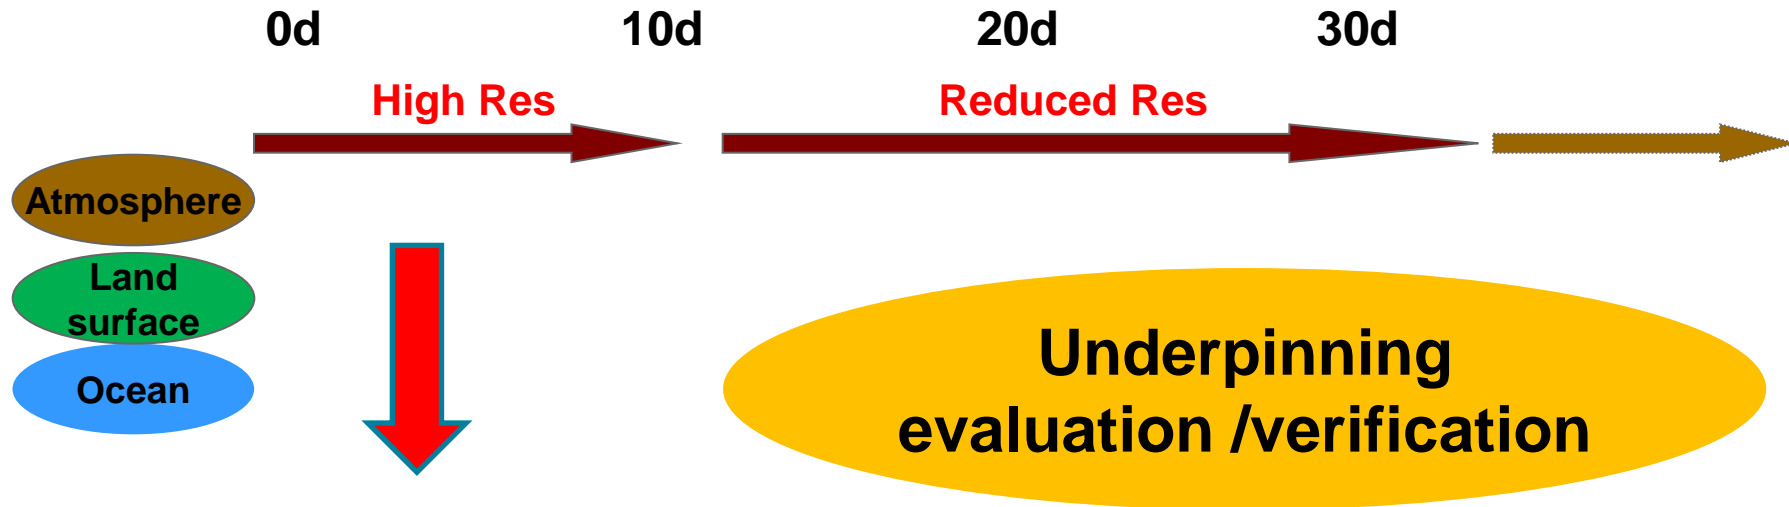 0d 10d 20d 30d
High Res Reduced Res
Atmosphere
Land
surface
Ocean
Underpinning
evaluation /verification